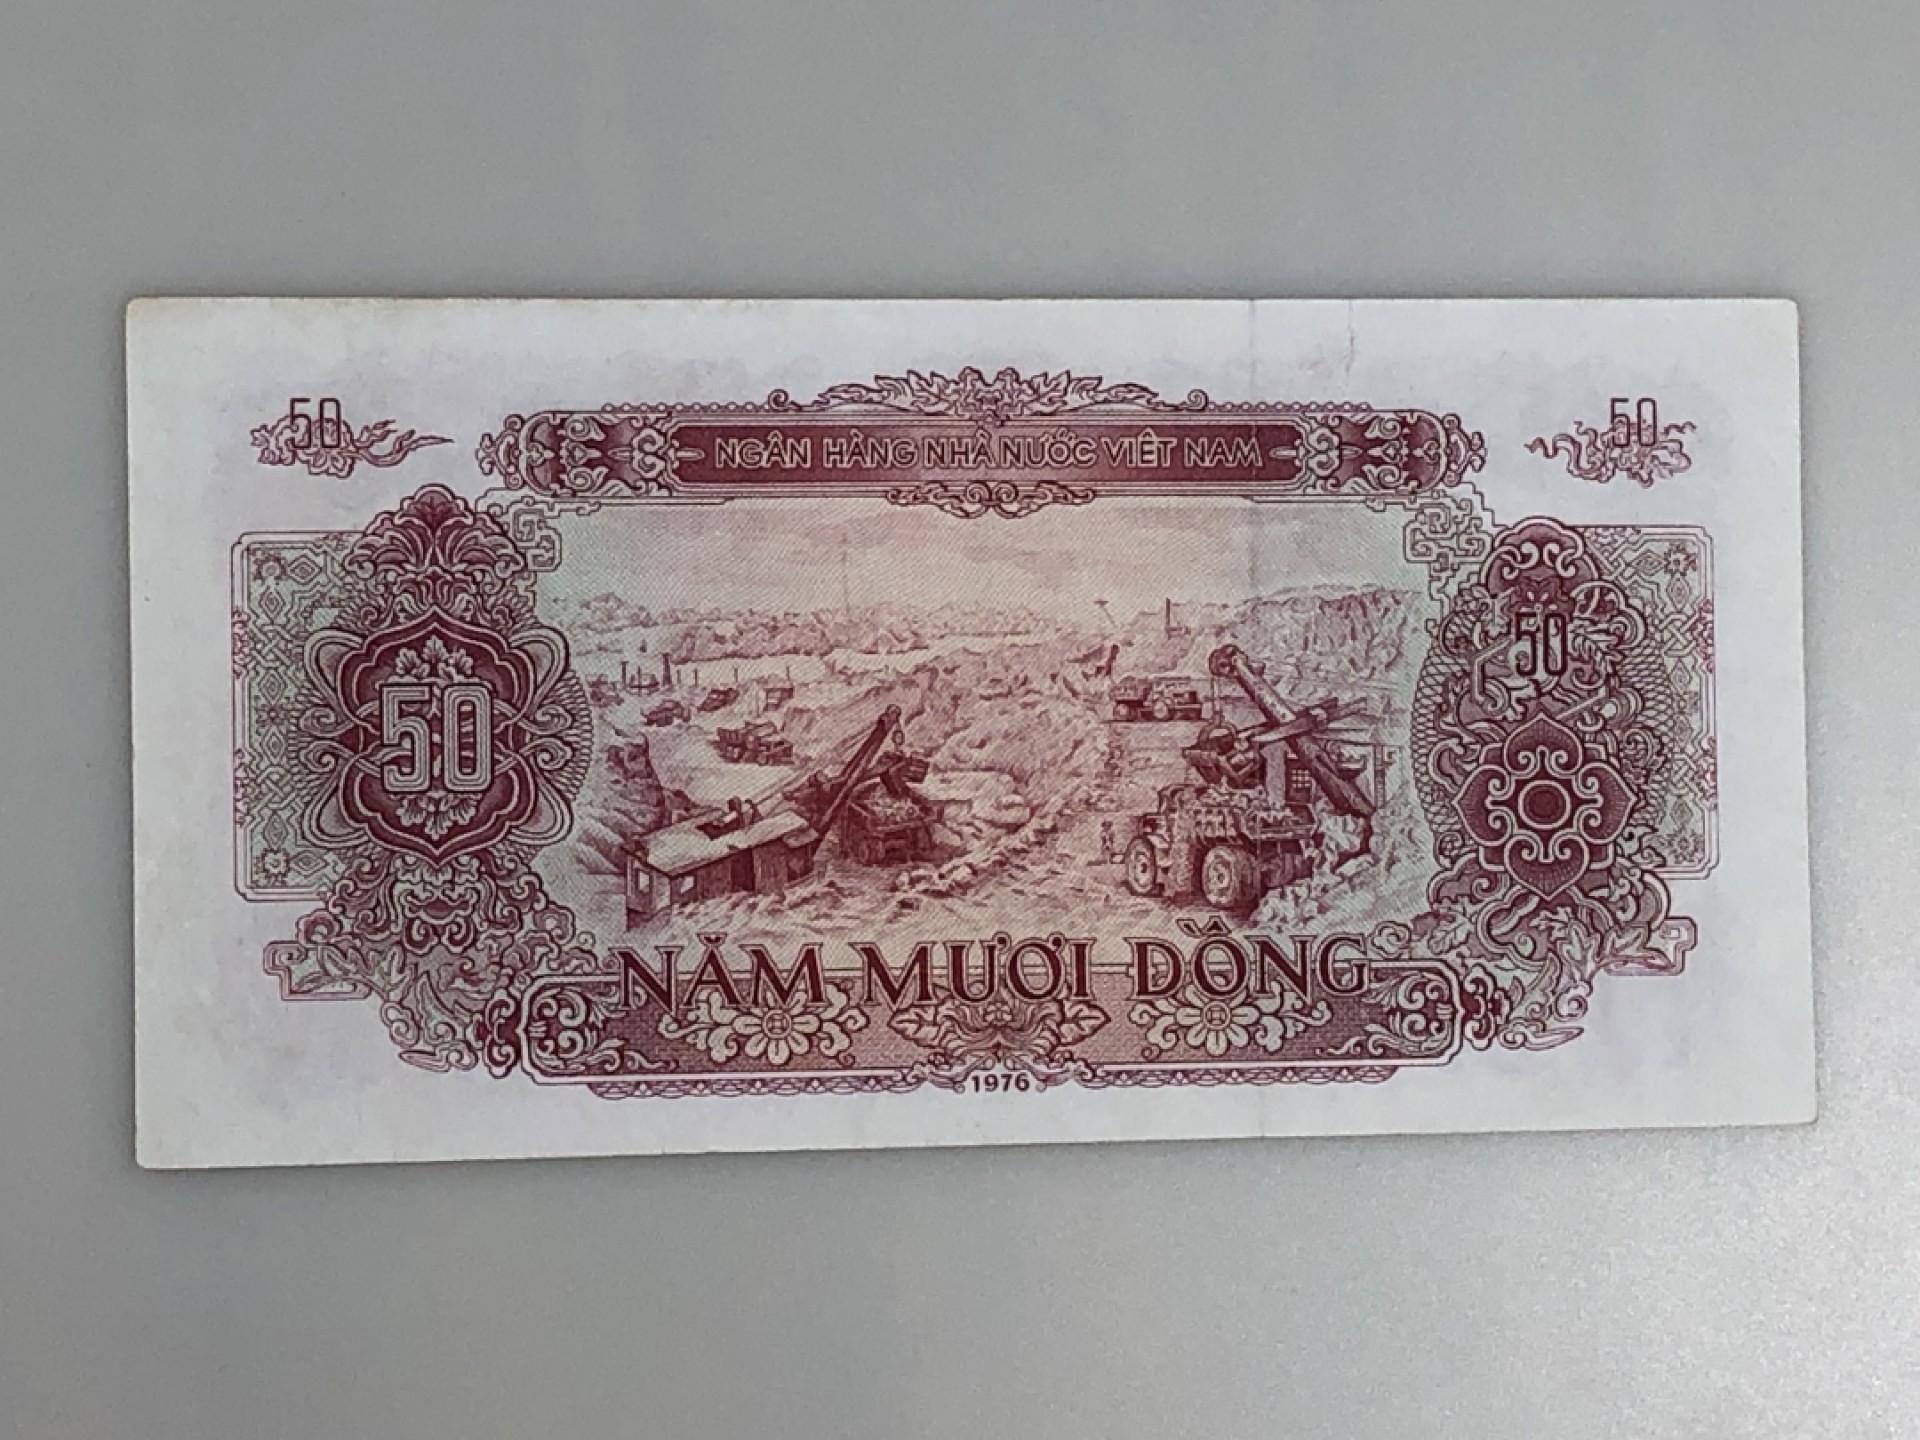 50
50
NGÂN HÀNG NHÀ NƯỚC VIỆT NAM
50
50
NĂM MƯƠI ĐỒNG
1976